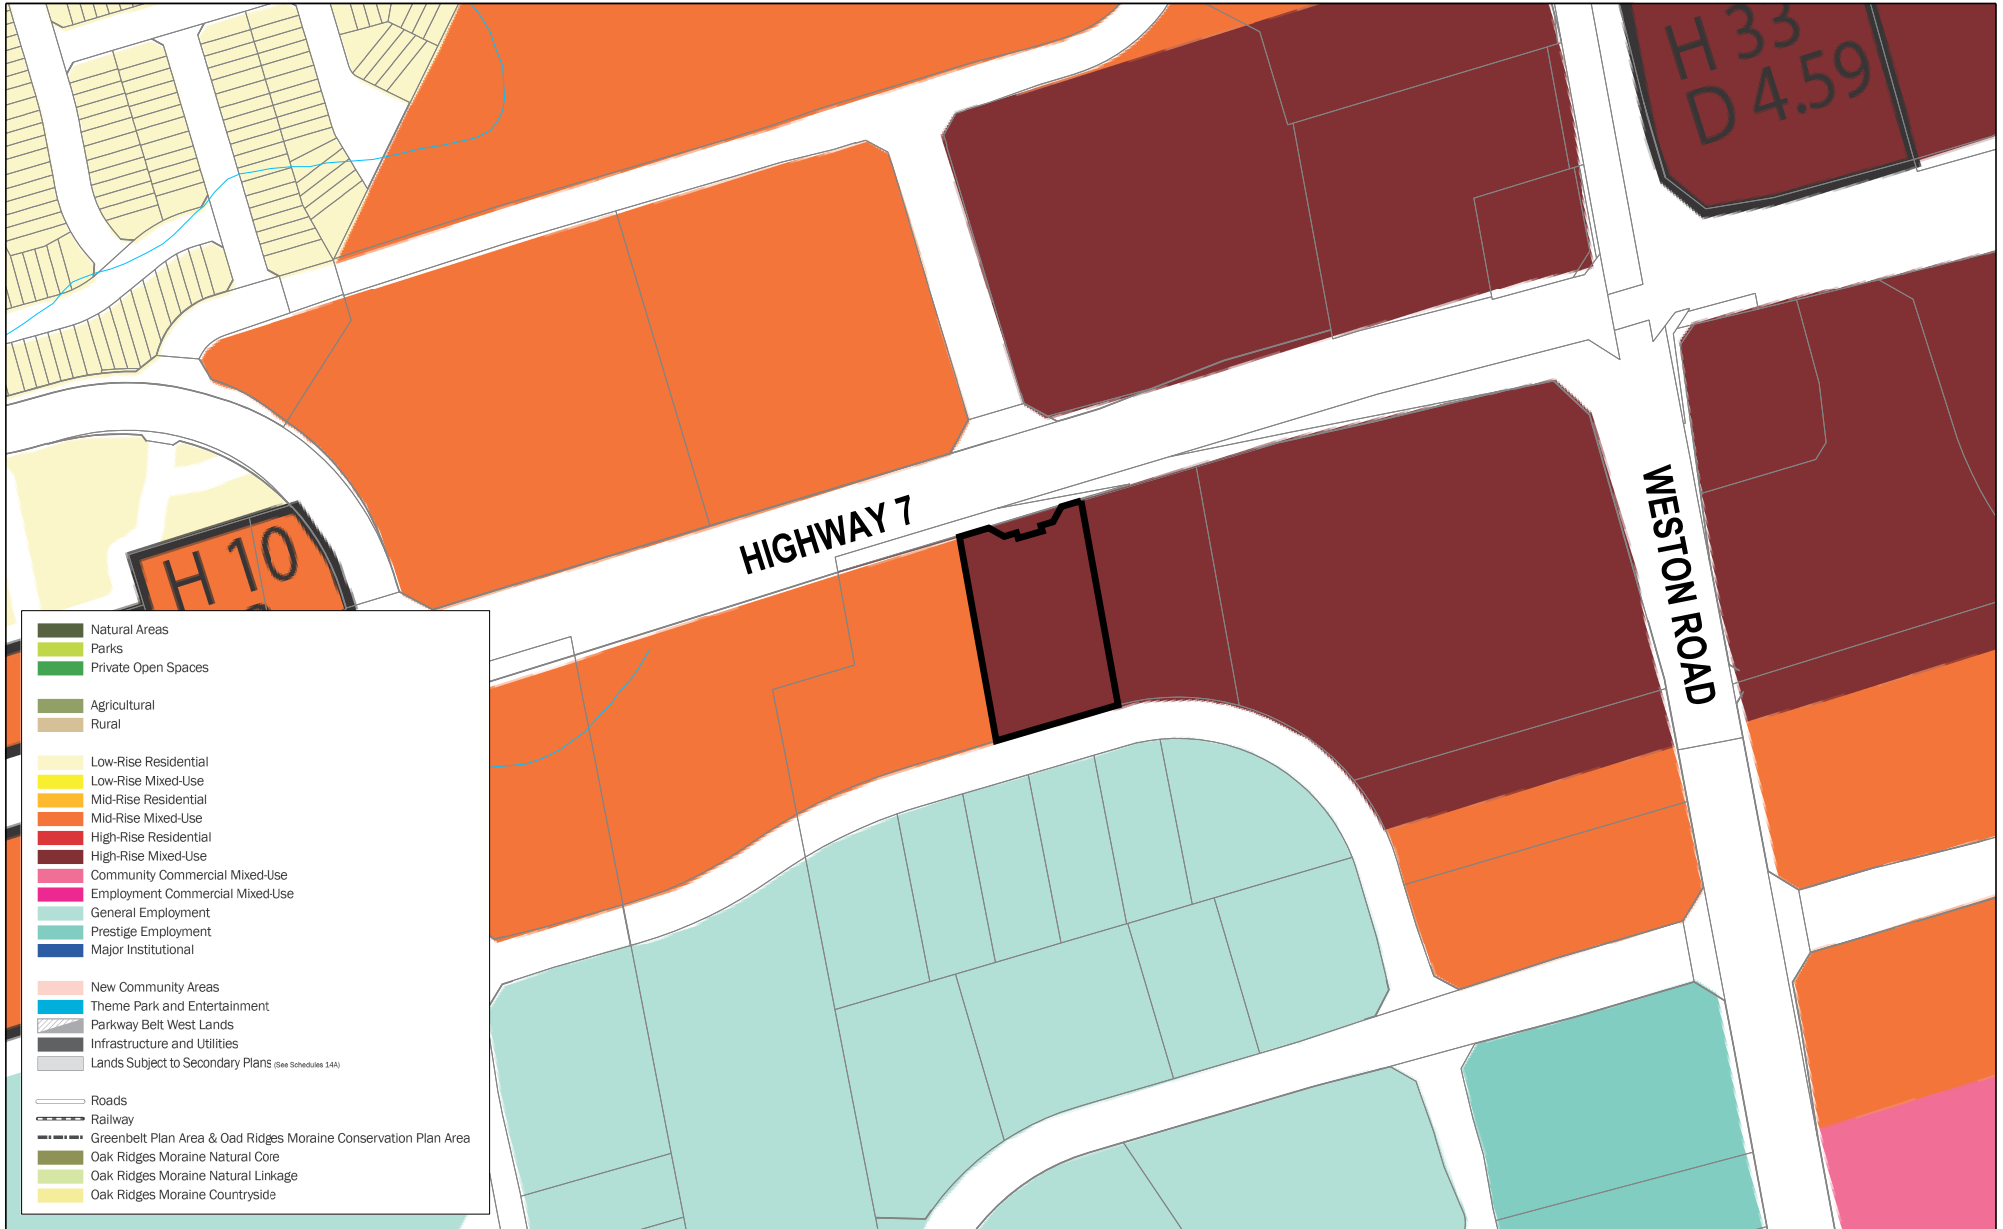 H 33
D 4.59
HIGHWAY 7
WESTON ROAD
H 10
Natural Areas
Parks
Private Open Spaces
Agricultural
Rural
Low-Rise Residential
Low-Rise Mixed-Use
Mid-Rise Residential
Mid-Rise Mixed-Use
High-Rise Residential
High-Rise Mixed-Use
Community Commercial Mixed-Use
Employment Commercial Mixed-Use
General Employment
Prestige Employment
Major Institutional
New Community Areas
Theme Park and Entertainment
Parkway Belt West Lands
Infrastructure and Utilities
Lands Subject to Secondary Plans (See Schedules 14A)
Roads
Railway
Greenbelt Plan Area & Oad Ridges Moraine Conservation Plan Area
Oak Ridges Moraine Natural Core
Oak Ridges Moraine Natural Linkage
Oak Ridges Moraine Countryside